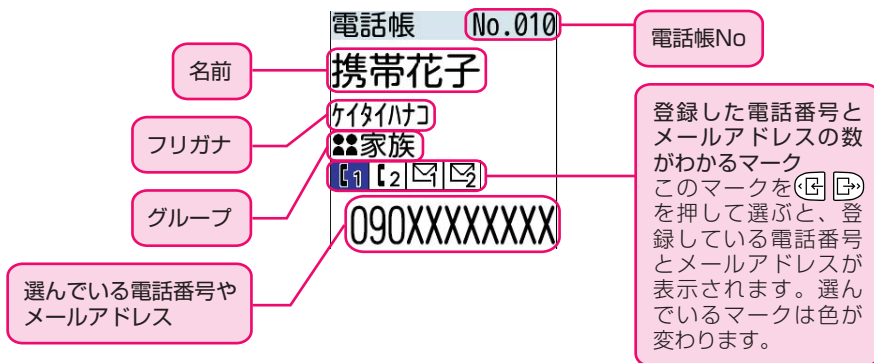 電話帳 No.010
携帯花子
ｹｲﾀｲﾊﾅｺ
家族
1 2 1 2
090XXXXXXXX
名前
フリガナ
グループ
選んでいる電話番号や
メールアドレス
電話帳No
登録した電話番号と
メールアドレスの数
がわかるマーク
このマークを
を押して選ぶと、登
録している電話番号
とメールアドレスが
表示されます。選ん
でいるマークは色が
変わります。